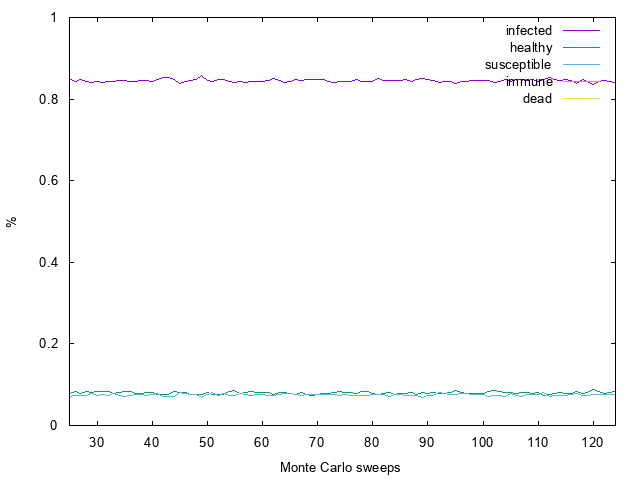 1
0.8
0.6
0.4
0.2
0
%
infected
healthy
susceptible
immune
dead
30 40 50 60 70 80 90 100 110 120
Monte Carlo sweeps